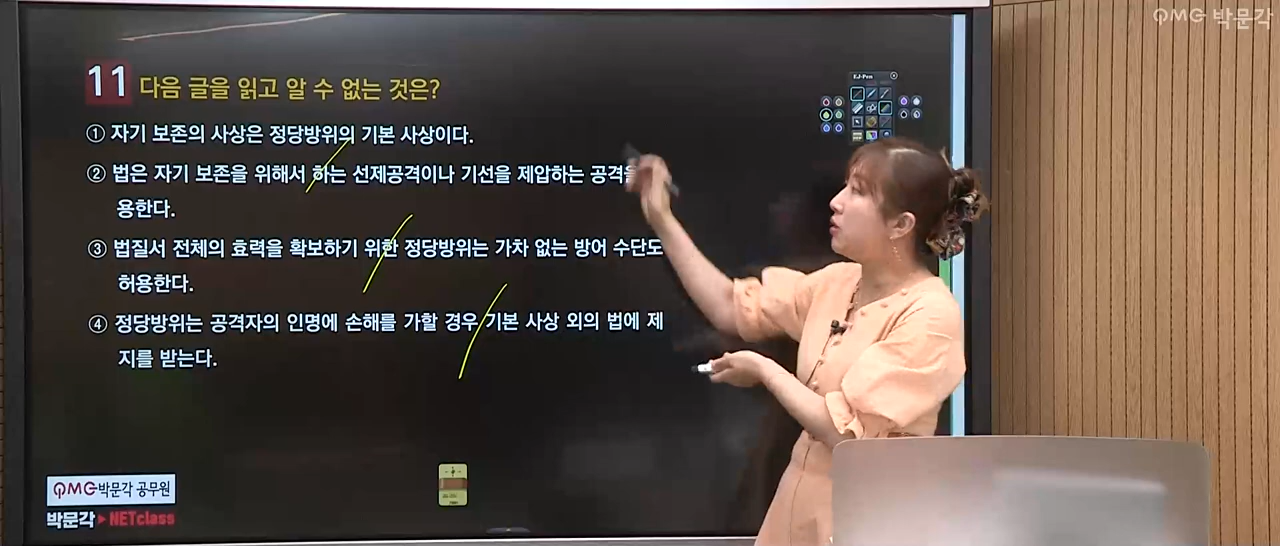 QMG 박문각
11 다음 글을 읽고 알 수 없는 것은?
EJ-Pen
① 자기 보존의 사상은 정당방위의 기본 사상이다.
② 법은 자기 보존을 위해서 하는 선제공격이나 기선을 제압하는 공격을
용한다.
③ 법질서 전체의 효력을 확보하기 위한 정당방위는 가차 없는 방어 수단도
허용한다.
④ 정당방위는 공격자의 인명에 손해를 가할 경우 기본 사상 외의 법에 제
지를 받는다.
QMG 박문각 공무원
박문각 ▶ NETclass